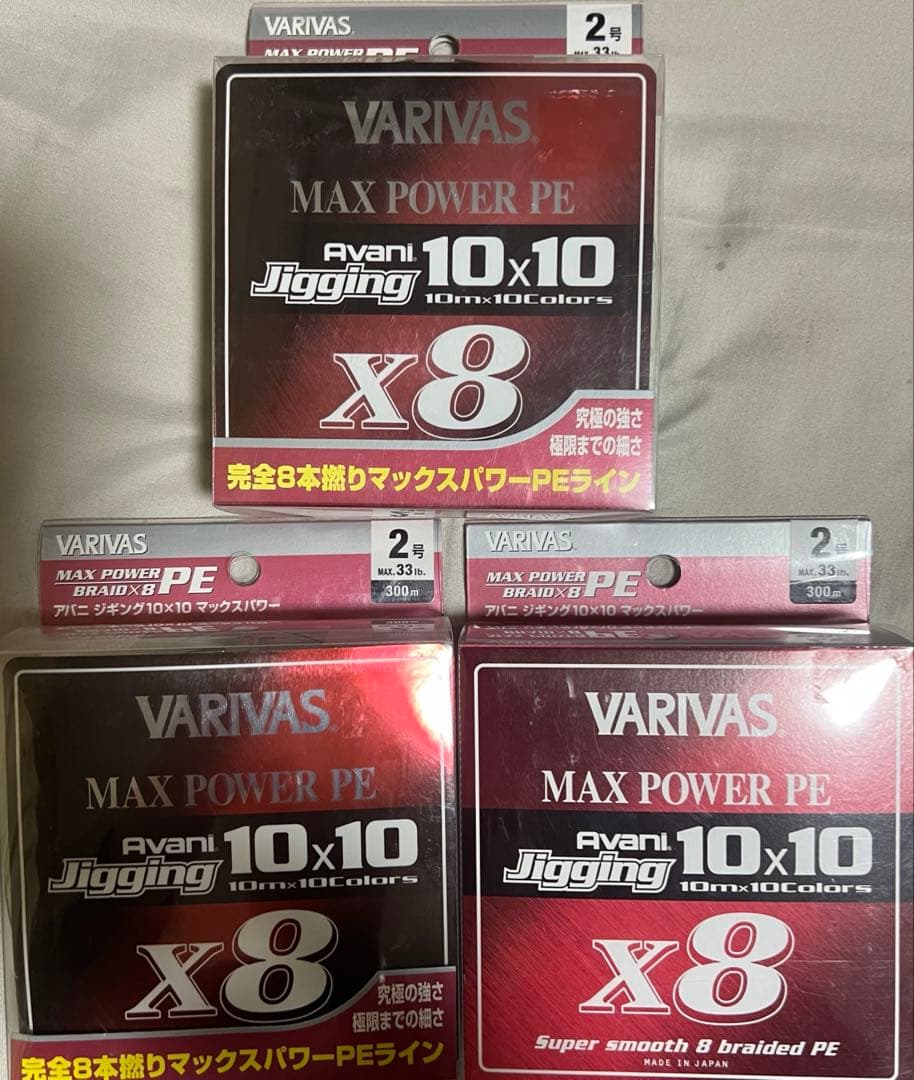 VARIVAS
2号
MAX POWER PE
MAX.33lb.
VARIVAS
MAX POWER PE
Avani
Jigging 10x10
10m×10Colors
X8
究極の強さ
極限までの細さ
完全8本撚りマックスパワーPEライン
VARIVAS
2号
MAX POWER
BRAID×8 PE
MAX.33lb.
300m
アバニ ジギング10×10 マックスパワー
VARIVAS
MAX POWER PE
Avani
Jigging 10x10
10m×10Colors
X8
究極の強さ
極限までの細さ
完全8本撚りマックスパワーPEライン
VARIVAS
2号
MAX POWER
BRAID×8 PE
MAX.33lb.
300m
アバニ ジギング10×10 マックスパワー
VARIVAS
MAX POWER PE
Avani
Jigging 10x10
10m×10Colors
X8
Super smooth 8 braided PE
MADE IN JAPAN